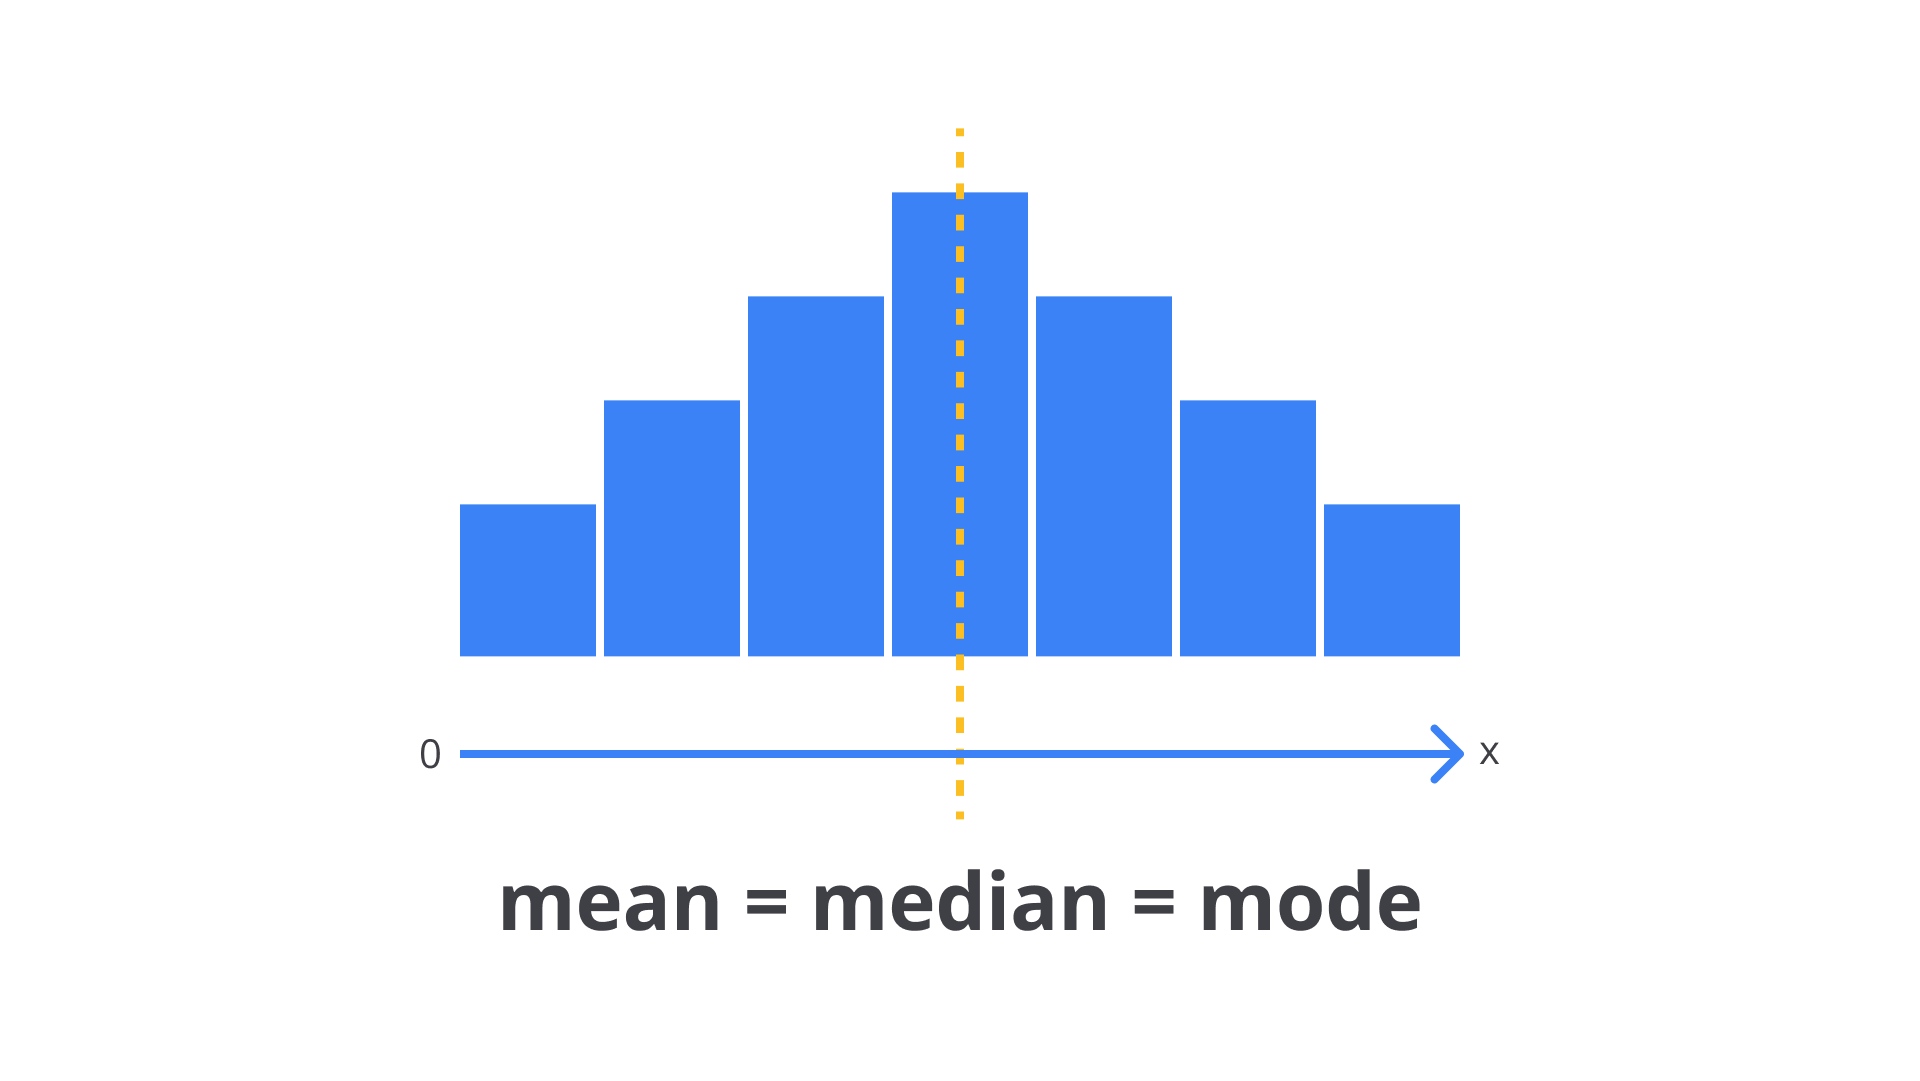 0
x
mean = median = mode